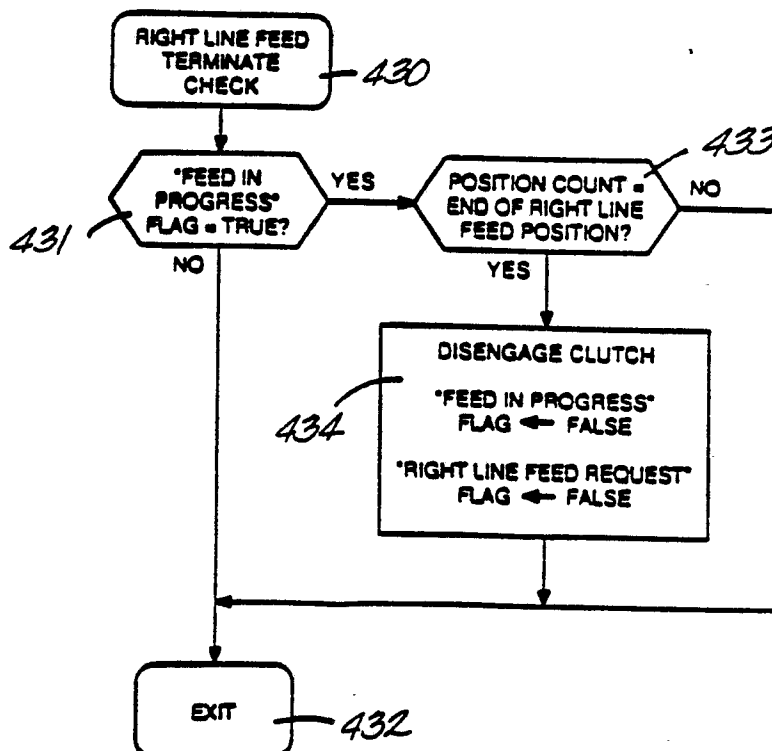 RIGHT LINE FEED
TERMINATE
CHECK
430
"FEED IN
PROGRESS"
FLAG = TRUE?
431
YES
NO
POSITION COUNT =
END OF RIGHT LINE
FEED POSITION?
433
NO
YES
DISENGAGE CLUTCH
"FEED IN PROGRESS"
FLAG ← FALSE
"RIGHT LINE FEED REQUEST"
FLAG ← FALSE
434
EXIT
432